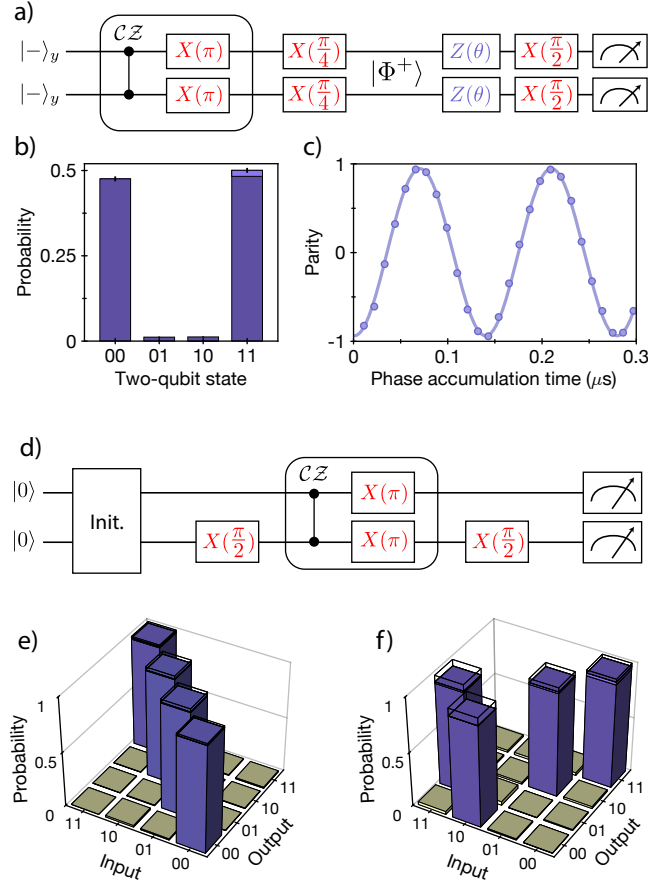 a)
𝒞𝒵
|−⟩y X(π) X(π/4) |Φ⁺⟩ Z(θ) X(π/2)
|−⟩y X(π) X(π/4) Z(θ) X(π/2)
b)
Probability
0.5
0.25
0
00 01 10 11
Two-qubit state
c)
Parity
1
0
-1
0 0.1 0.2 0.3
Phase accumulation time (μs)
d)
𝒞𝒵
|0⟩ X(π)
Init.
|0⟩ X(π/2) X(π) X(π/2)
e)
Probability
1
0.5
0
11 10 01 00
Input
00 01 10 11
Output
f)
Probability
1
0.5
0
11 10 01 00
Input
00 01 10 11
Output